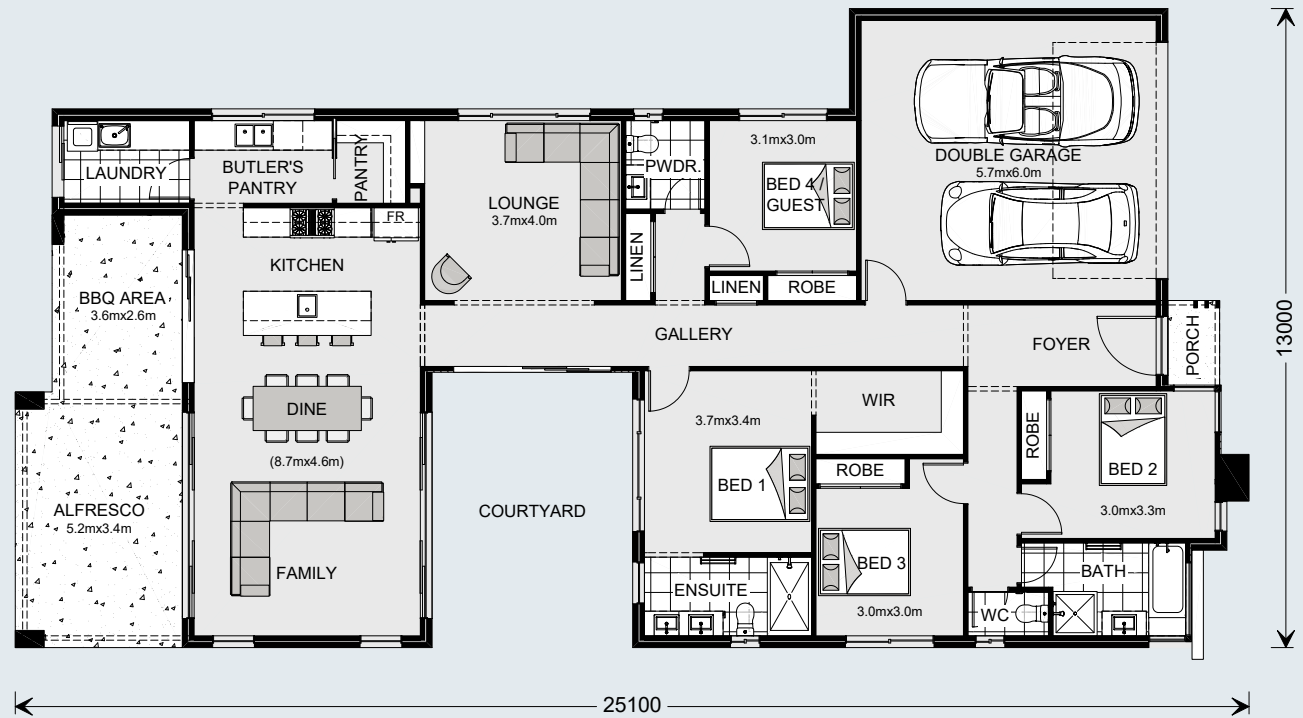 LAUNDRY
BUTLER'S
PANTRY
PANTRY
LOUNGE
3.7mx4.0m
PWDR.
3.1mx3.0m
BED 4 /
GUEST
DOUBLE GARAGE
5.7mx6.0m
FR
KITCHEN
LINEN
LINEN
ROBE
BBQ AREA
3.6mx2.6m
GALLERY
FOYER
PORCH
13000
DINE
(8.7mx4.6m)
3.7mx3.4m
WIR
ROBE
ROBE
BED 2
3.0mx3.3m
BED 1
ALFRESCO
5.2mx3.4m
COURTYARD
FAMILY
ENSUITE
BED 3
3.0mx3.0m
BATH
WC
25100